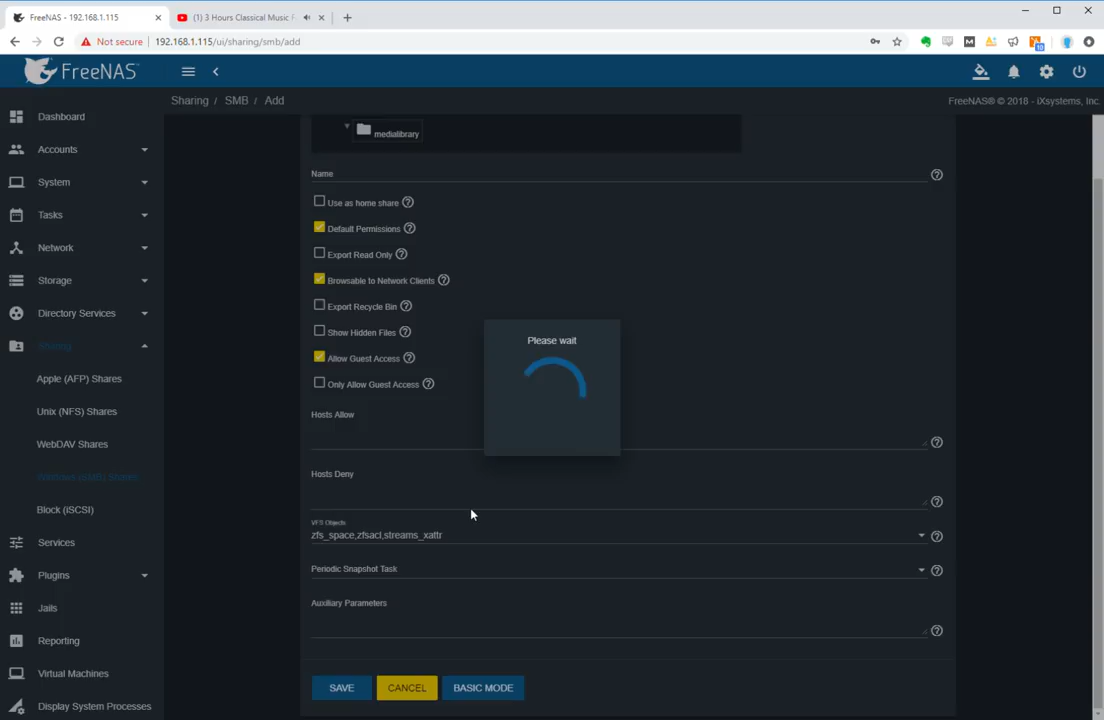 FreeNAS - 192.168.1.115
(1) 3 Hours Classical Music F
Not secure
192.168.1.115/ui/sharing/smb/add
10
FreeNAS
Sharing / SMB / Add
FreeNAS® © 2018 - iXsystems, Inc.
Dashboard
Accounts
System
Tasks
Network
Storage
Directory Services
Sharing
Apple (AFP) Shares
Unix (NFS) Shares
WebDAV Shares
Windows (SMB) Shares
Block (iSCSI)
Services
Plugins
Jails
Reporting
Virtual Machines
Display System Processes
medialibrary
Name
Use as home share
Default Permissions
Export Read Only
Browsable to Network Clients
Export Recycle Bin
Show Hidden Files
Allow Guest Access
Only Allow Guest Access
Hosts Allow
Hosts Deny
VFS Objects
zfs_space,zfsacl,streams_xattr
Periodic Snapshot Task
Auxiliary Parameters
SAVE
CANCEL
BASIC MODE
Please wait